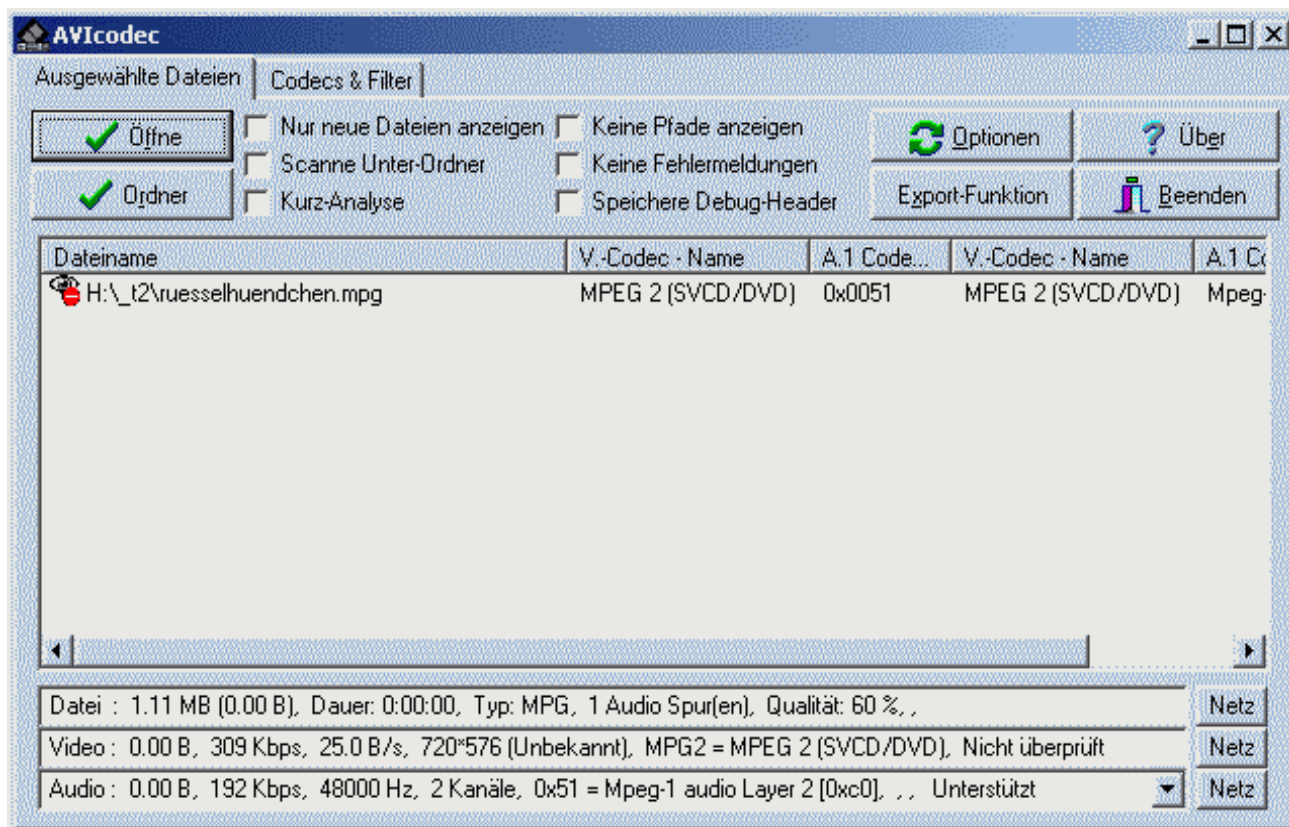 AVIcodec
Ausgewählte Dateien Codecs & Filter
Öffne Nur neue Dateien anzeigen Keine Pfade anzeigen Optionen Über
Scanne Unter-Ordner Keine Fehlermeldungen
Ordner Kurz-Analyse Speichere Debug-Header Export-Funktion Beenden
Dateiname V.-Codec - Name A.1 Code... V.-Codec - Name A.1 Co
H:\_t2\ruesselhuendchen.mpg MPEG 2 (SVCD/DVD) 0x0051 MPEG 2 (SVCD/DVD) Mpeg-
Datei : 1.11 MB (0.00 B), Dauer: 0:00:00, Typ: MPG, 1 Audio Spur(en), Qualität: 60 %, , Netz
Video : 0.00 B, 309 Kbps, 25.0 B/s, 720*576 (Unbekannt), MPG2 = MPEG 2 (SVCD/DVD), Nicht überprüft Netz
Audio : 0.00 B, 192 Kbps, 48000 Hz, 2 Kanäle, 0x51 = Mpeg-1 audio Layer 2 [0xc0], , , Unterstützt Netz